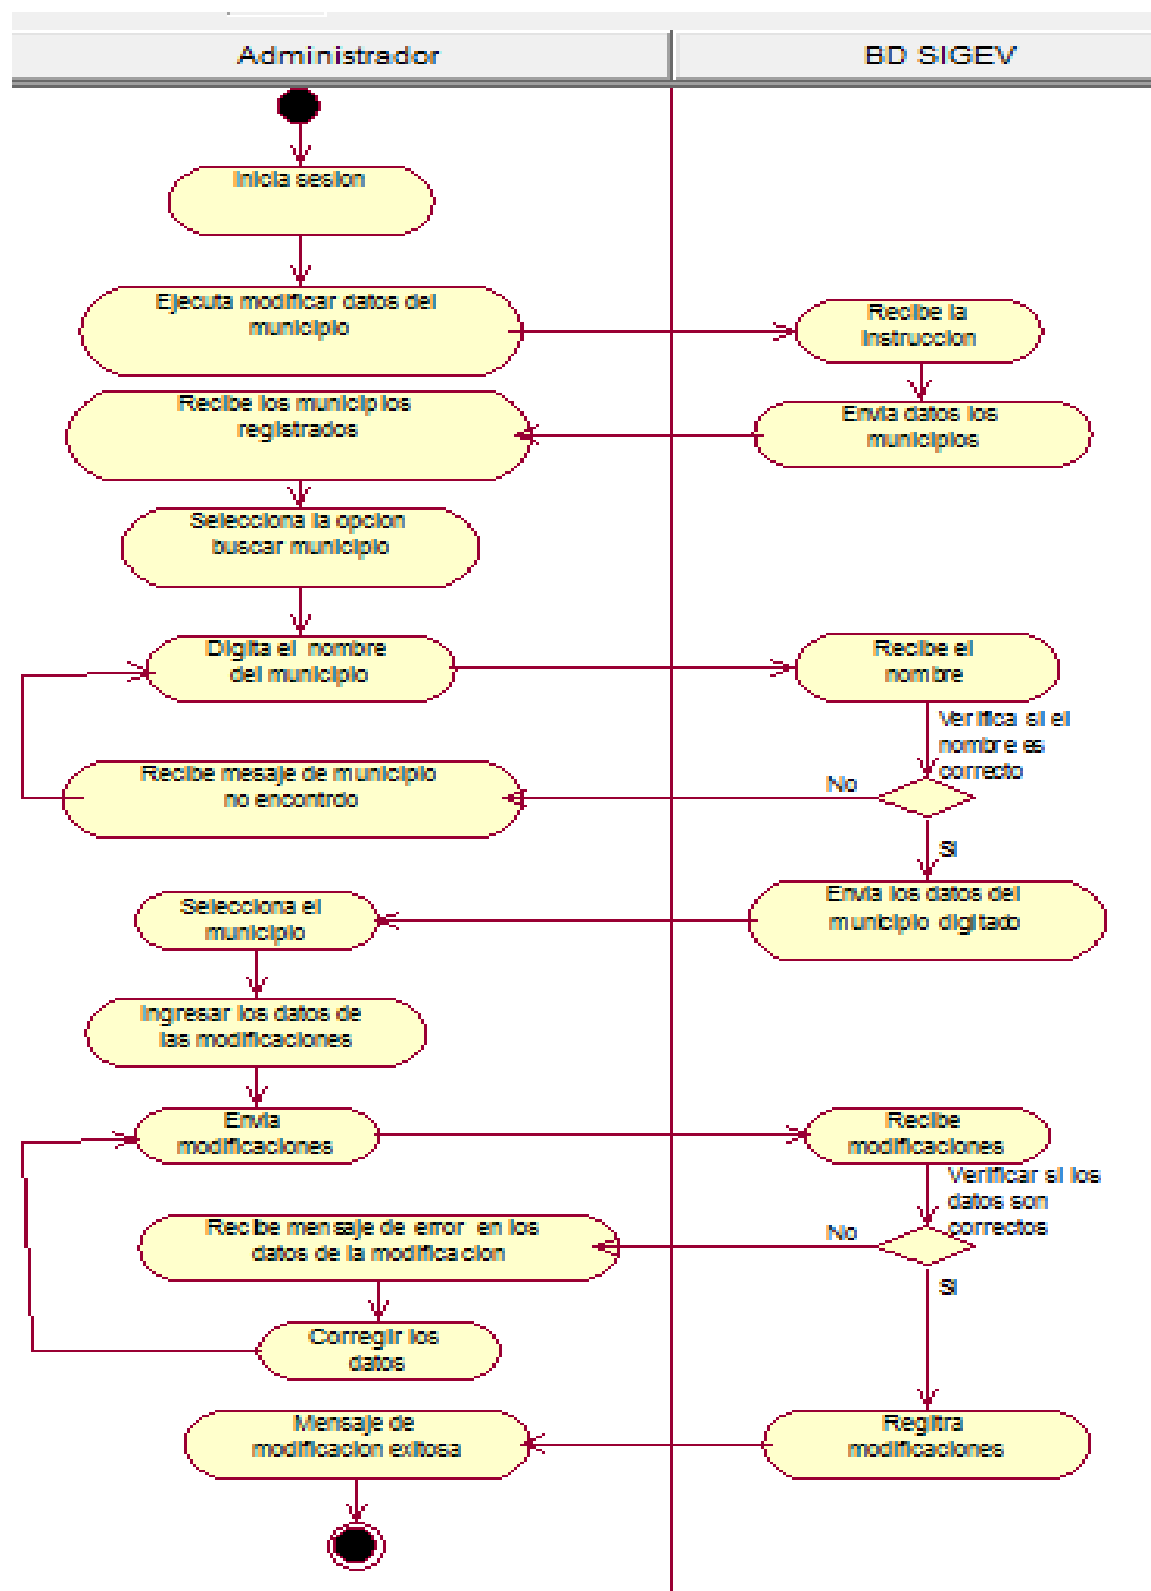 Administrador
BD SIGEV
Inicia sesion
Ejecuta modificar datos del
municipio
Recibe la
instruccion
Recibe los municipios
registrados
Envia datos los
municipios
Selecciona la opcion
buscar municipio
Digita el nombre
del municipio
Recibe el
nombre
Verifica si el
nombre es
correcto
Recibe mesaje de municipio
no encontrdo
No
Si
Selecciona el
municipio
Envia los datos del
municipio digitado
Ingresar los datos de
las modificaciones
Envia
modificaciones
Recibe
modificaciones
Verificar si los
datos son
correctos
Recibe mensaje de error en los
datos de la modificacion
No
Si
Corregir los
datos
Mensaje de
modificacion exitosa
Regiitra
modificaciones